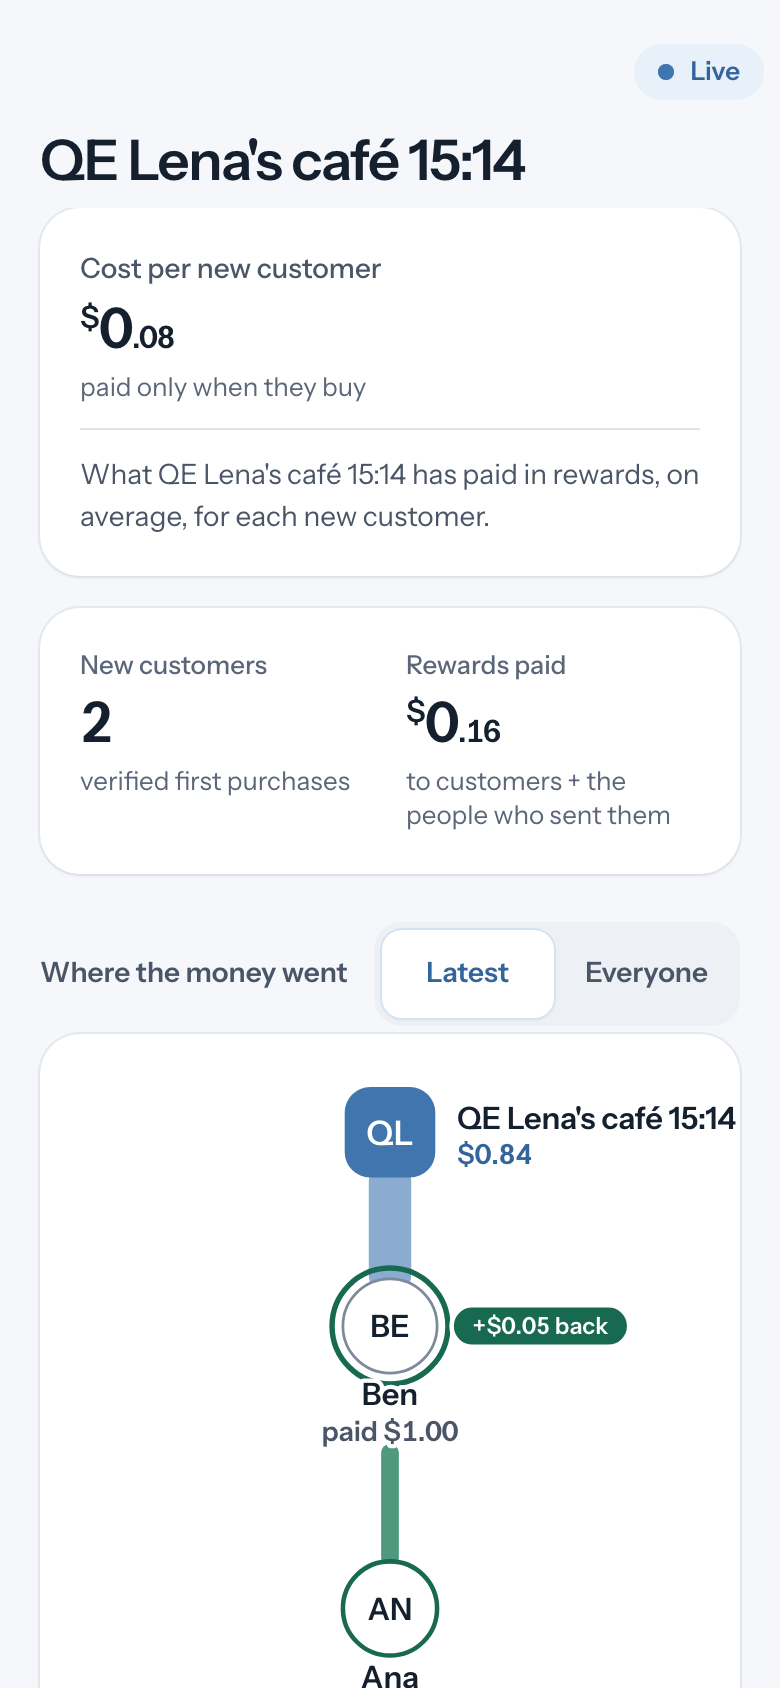 Live
QE Lena's café 15:14
Cost per new customer
$0.08
paid only when they buy
What QE Lena's café 15:14 has paid in rewards, on
average, for each new customer.
New customers
2
verified first purchases
Rewards paid
$0.16
to customers + the
people who sent them
Where the money went
Latest
Everyone
QL
QE Lena's café 15:14
$0.84
BE
+$0.05 back
Ben
paid $1.00
AN
Ana